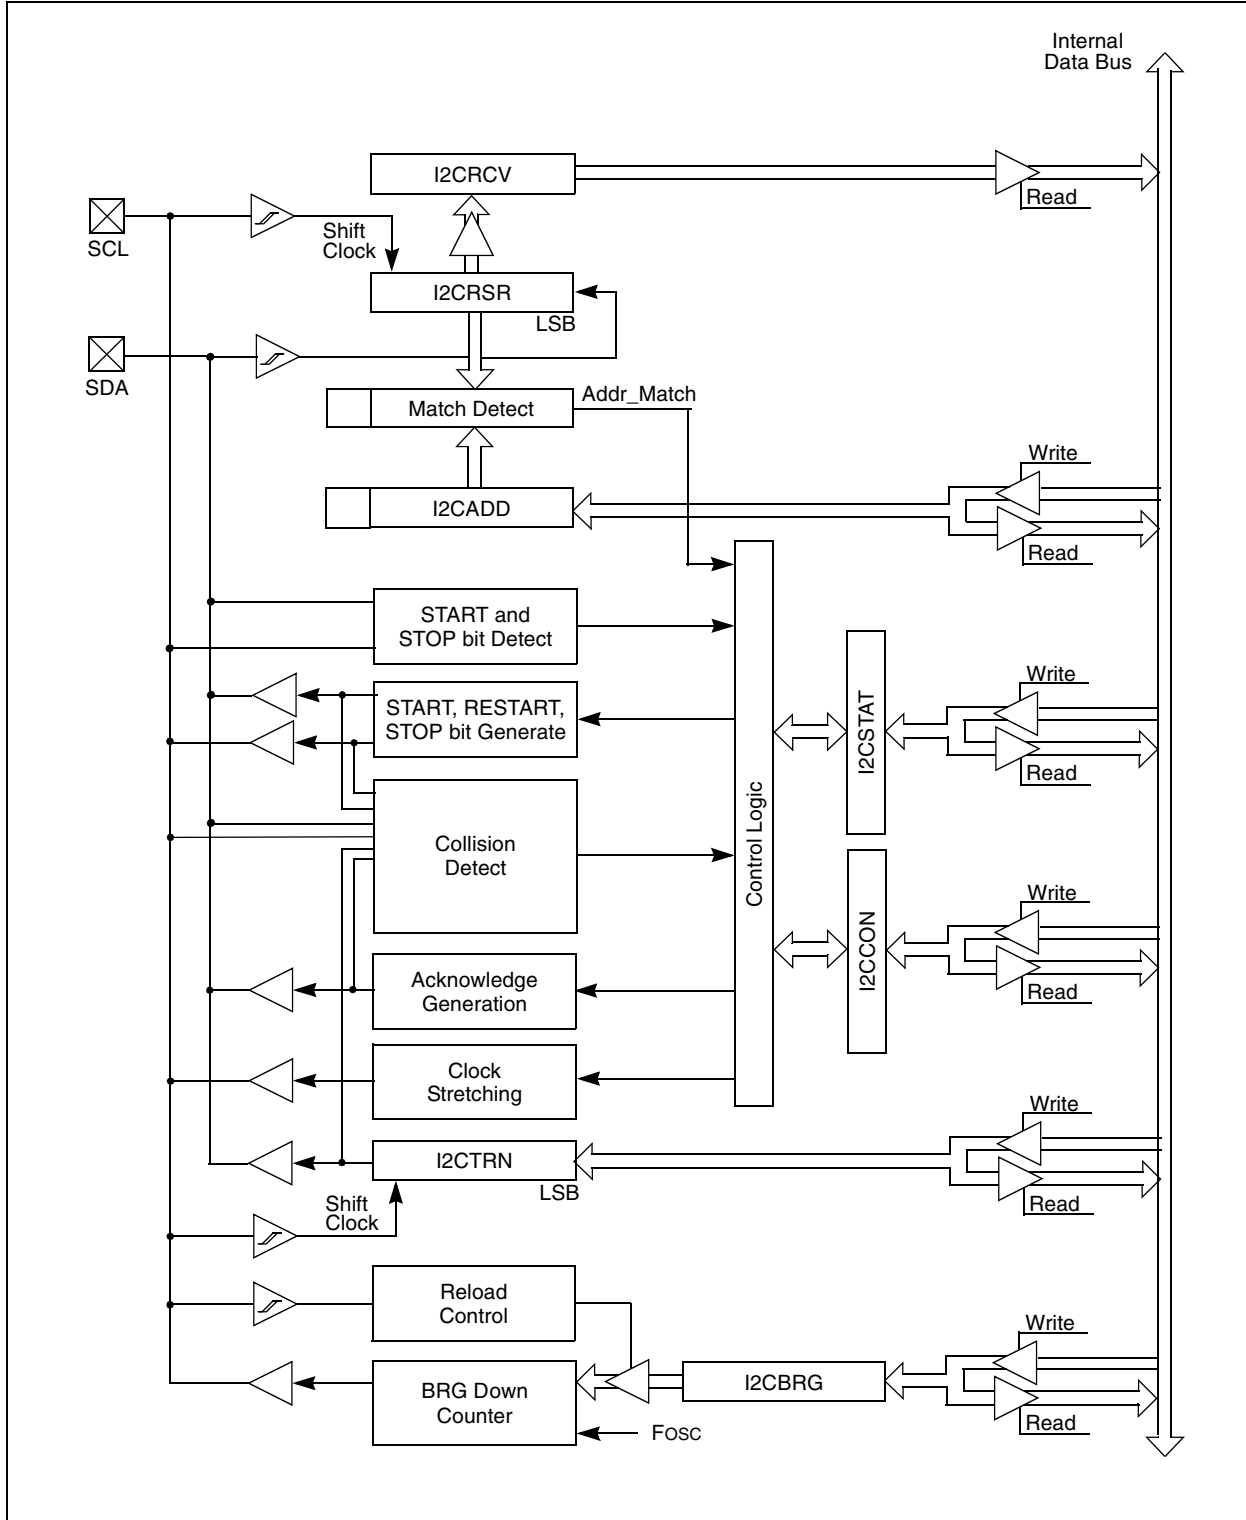 Internal
Data Bus
I2CRCV
Read
SCL
Shift
Clock
I2CRSR
LSB
SDA
Match Detect
Addr_Match
Write
I2CADD
Read
START and
STOP bit Detect
Write
START, RESTART,
STOP bit Generate
I2CSTAT
Read
Collision
Detect
Control Logic
Write
I2CCON
Read
Acknowledge
Generation
Clock
Stretching
Write
I2CTRN
LSB
Read
Shift
Clock
Reload
Control
Write
I2CBRG
BRG Down
Counter
Read
FOSC